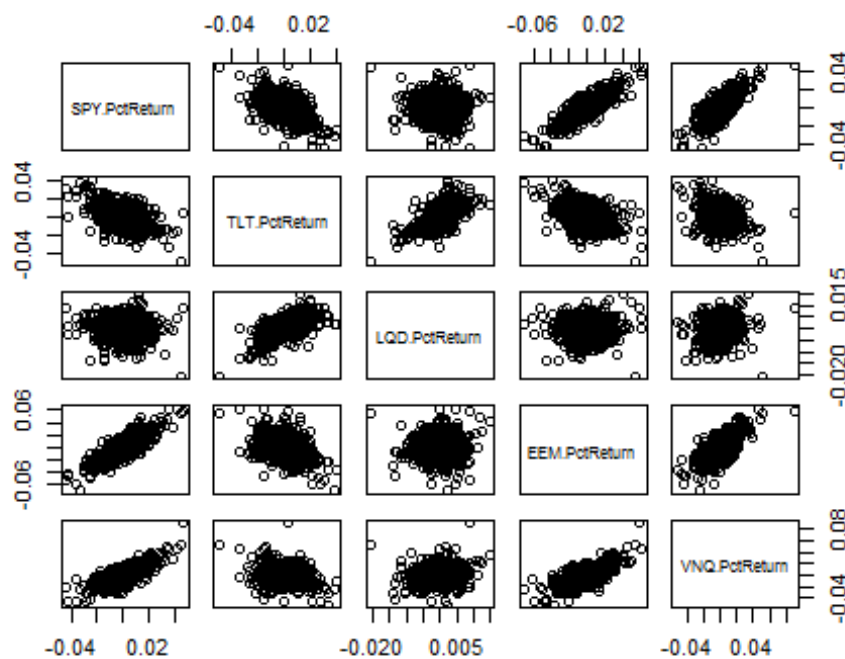 -0.04 0.02 -0.06 0.02
SPY.PctReturn
-0.04 0.04
0.04 -0.04
TLT.PctReturn
LQD.PctReturn
-0.020 0.015
0.06 -0.06
EEM.PctReturn
VNQ.PctReturn
-0.04 0.08
-0.04 0.02 -0.020 0.005 -0.04 0.04